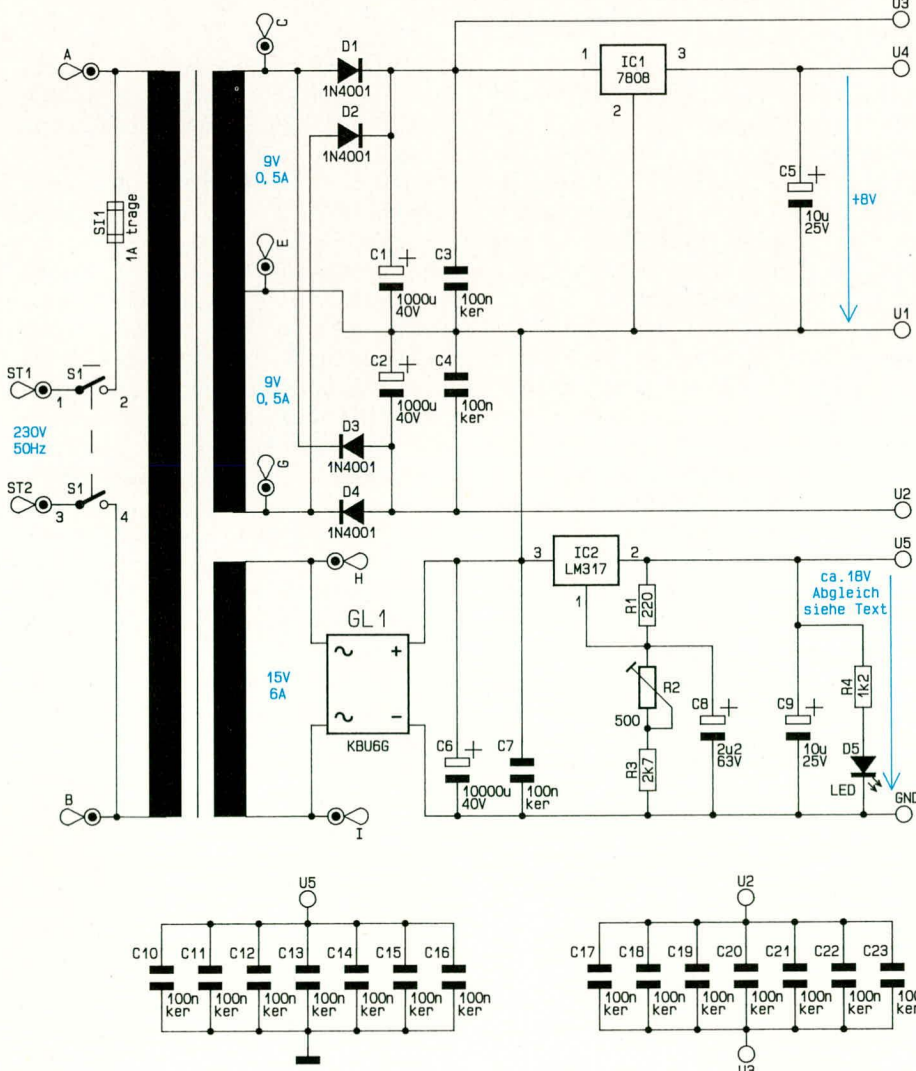 U3
U4
U1
U2
U5
GND
A
C
D1
1N4001
D2
1N4001
1
IC1
7808
3
2
SI1
1A trage
9V
0,5A
E
C1
+
1000u
40V
C3
100n
ker
C5
+
10u
25V
+8V
ST1
S1
1
2
230V
50Hz
ST2
S1
3
4
9V
0,5A
C2
+
1000u
40V
C4
100n
ker
D3
1N4001
G
D4
1N4001
H
3
IC2
LM317
2
1
R1
220
ca.18V
Abgleich
siehe Text
GL1
~
+
~
−
KBU6G
15V
6A
R2
500
R3
2k7
C8
+
2u2
63V
C9
+
10u
25V
R4
1k2
D5
LED
C6
+
10000u
40V
C7
100n
ker
B
I
U5
C10
C11
C12
C13
C14
C15
C16
100n
ker
100n
ker
100n
ker
100n
ker
100n
ker
100n
ker
100n
ker
U2
C17
C18
C19
C20
C21
C22
C23
100n
ker
100n
ker
100n
ker
100n
ker
100n
ker
100n
ker
100n
ker
U3